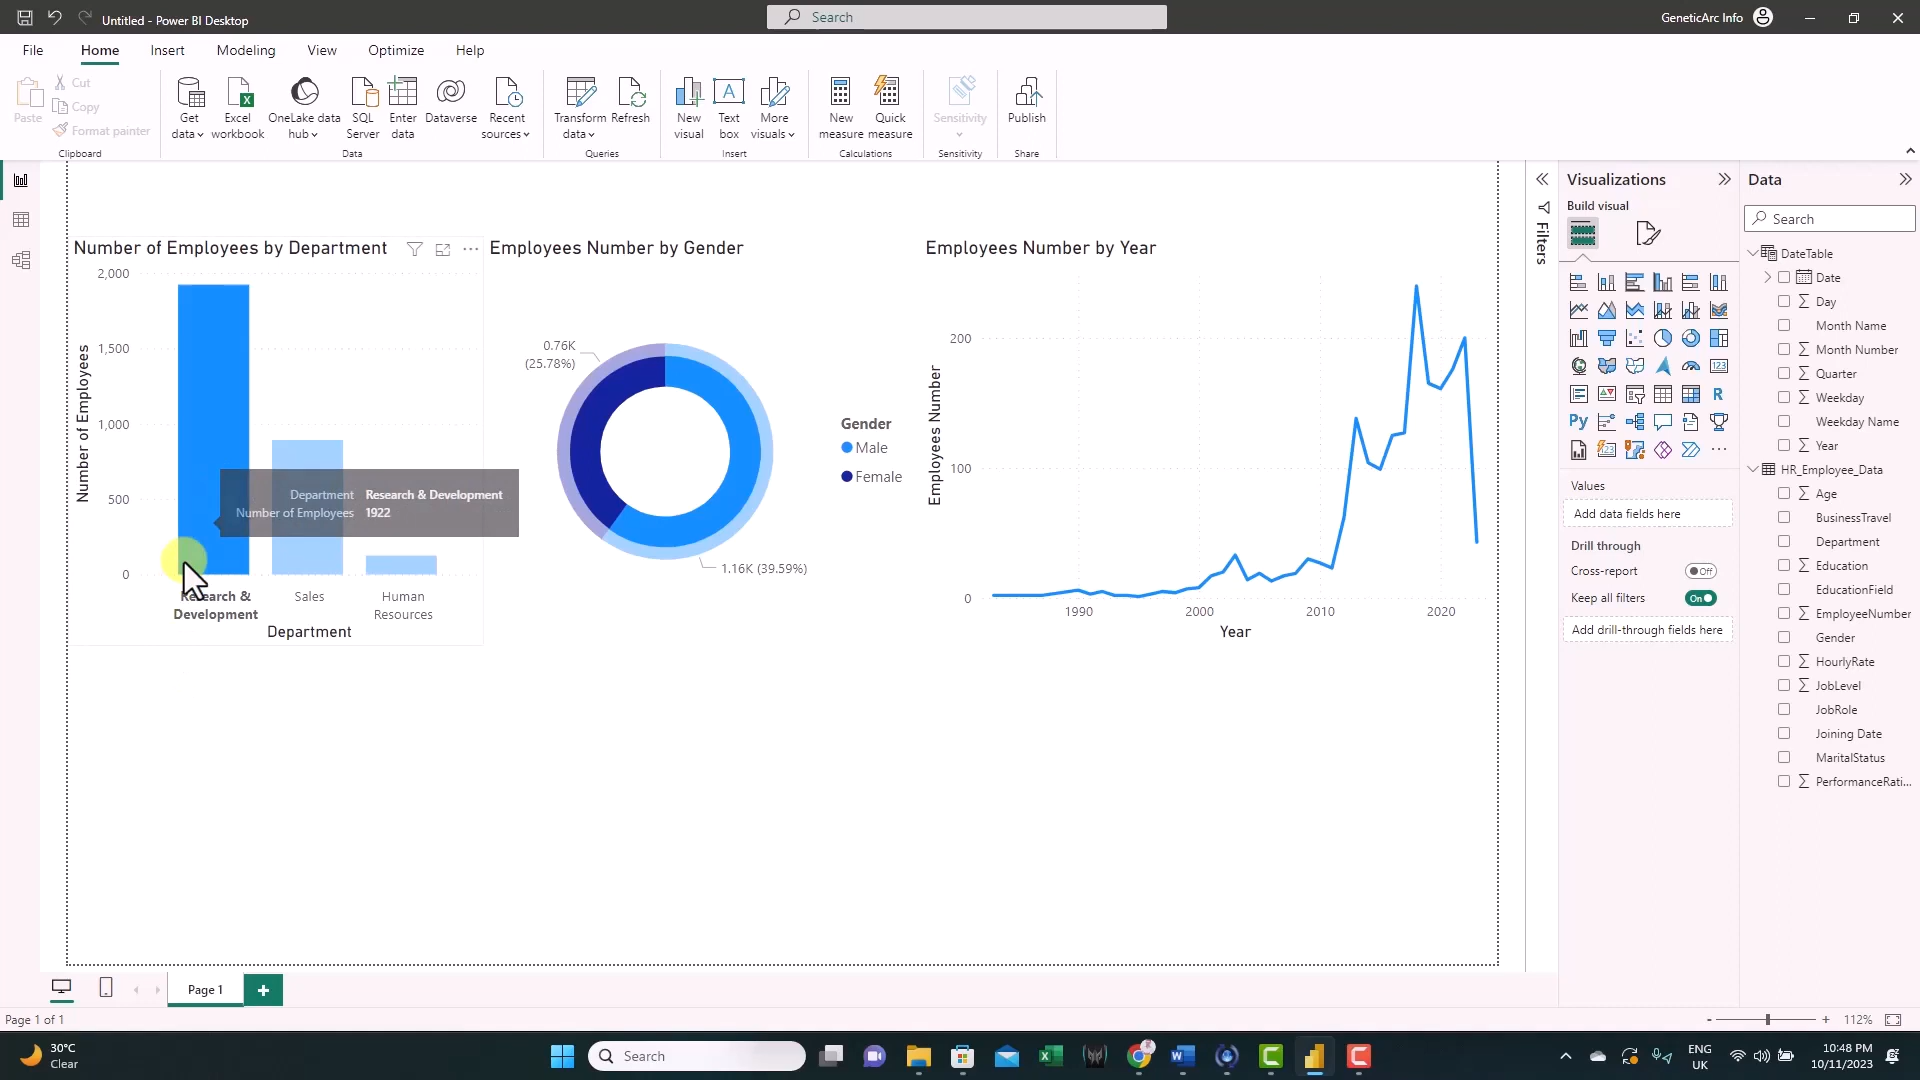 Untitled - Power BI Desktop
Search
GeneticArc Info
File
Home
Insert
Modeling
View
Optimize
Help
Paste
Cut
Copy
Format painter
Clipboard
Get data
Excel workbook
OneLake data hub
SQL Server
Enter data
Dataverse
Recent sources
Data
Transform data
Refresh
Queries
New visual
Text box
More visuals
Insert
New measure
Quick measure
Calculations
Sensitivity
Sensitivity
Publish
Share
Number of Employees by Department
2,000
1,500
1,000
500
0
Number of Employees
Department Research & Development
Number of Employees 1922
Research & Development
Sales
Human Resources
Department
Employees Number by Gender
0.76K
(25.78%)
1.16K (39.59%)
Gender
Male
Female
Employees Number by Year
200
100
0
Employees Number
1990
2000
2010
2020
Year
Filters
Visualizations
Build visual
123
R
Py
Values
Add data fields here
Drill through
Cross-report
Off
Keep all filters
On
Add drill-through fields here
Data
Search
DateTable
Date
Day
Month Name
Month Number
Quarter
Weekday
Weekday Name
Year
HR_Employee_Data
Age
BusinessTravel
Department
Education
EducationField
EmployeeNumber
Gender
HourlyRate
JobLevel
JobRole
Joining Date
MaritalStatus
PerformanceRati...
Page 1
Page 1 of 1
112%
30°C
Clear
Search
ENG
UK
10:48 PM
10/11/2023